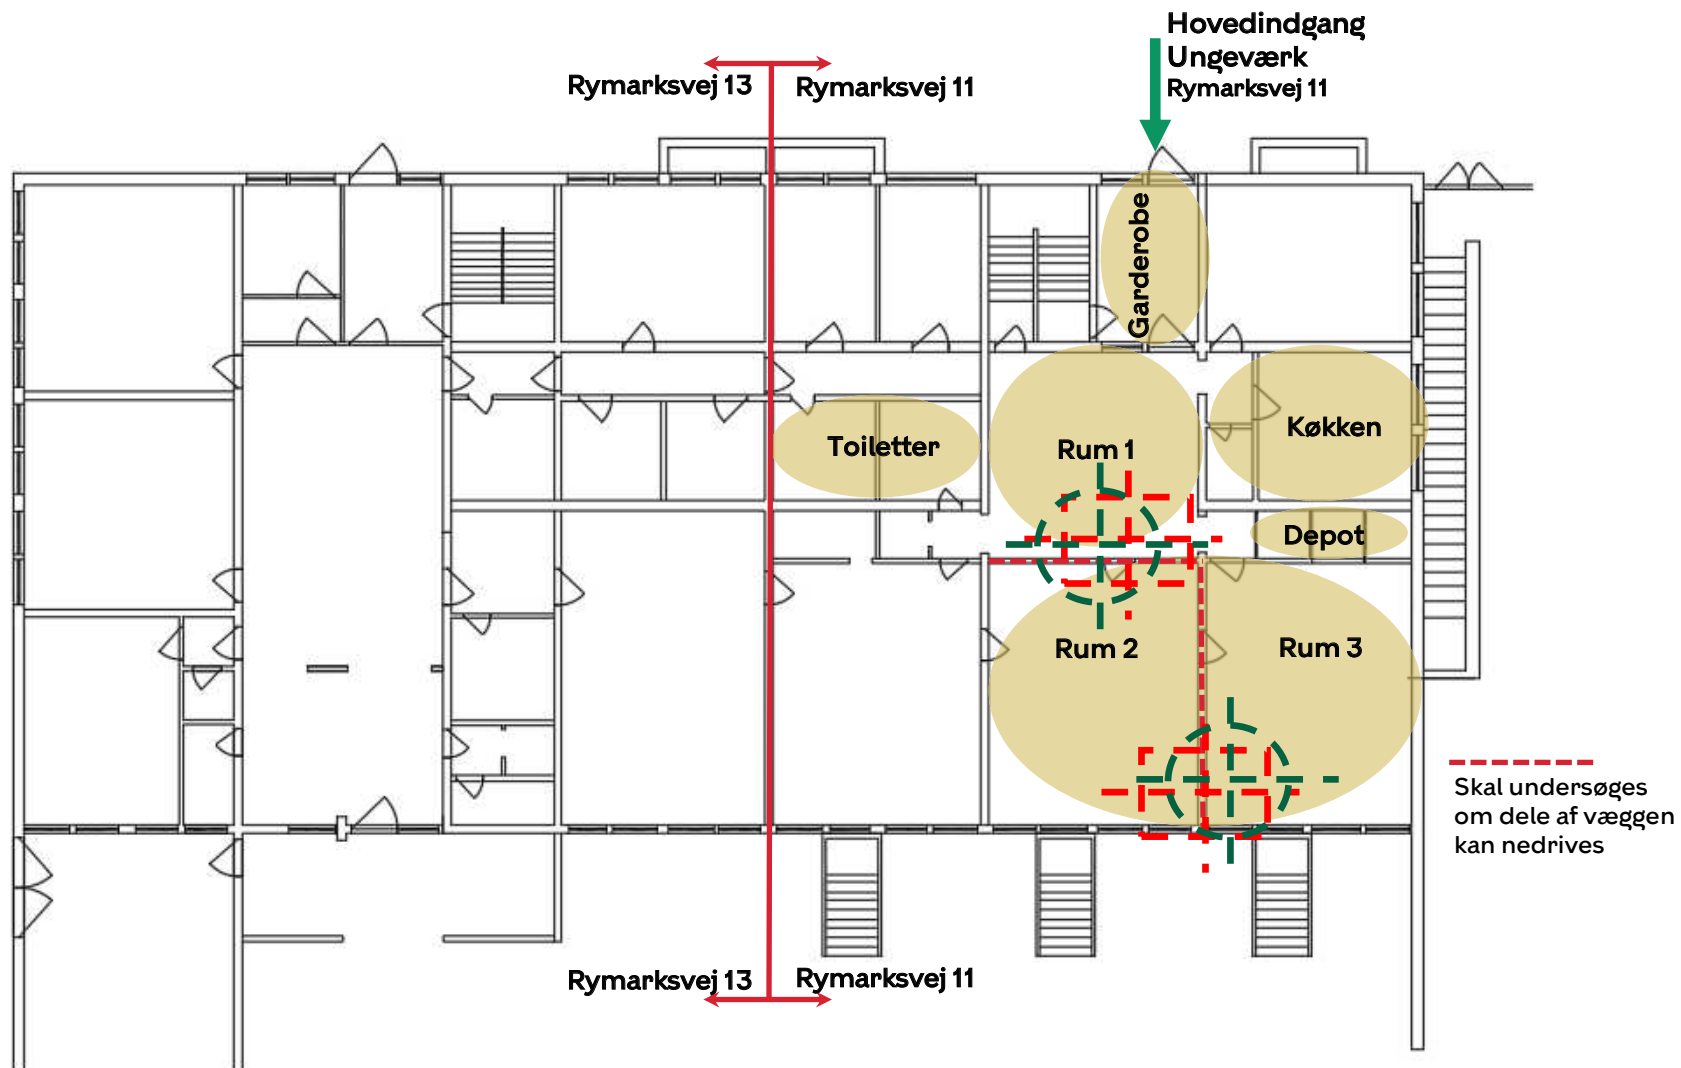 Hovedindgang
Ungeværk
Rymarksvej 11
Rymarksvej 13
Rymarksvej 11
Garderobe
Toiletter
Rum 1
Køkken
Depot
Rum 2
Rum 3
Skal undersøges
om dele af væggen
kan nedrives
Rymarksvej 13
Rymarksvej 11